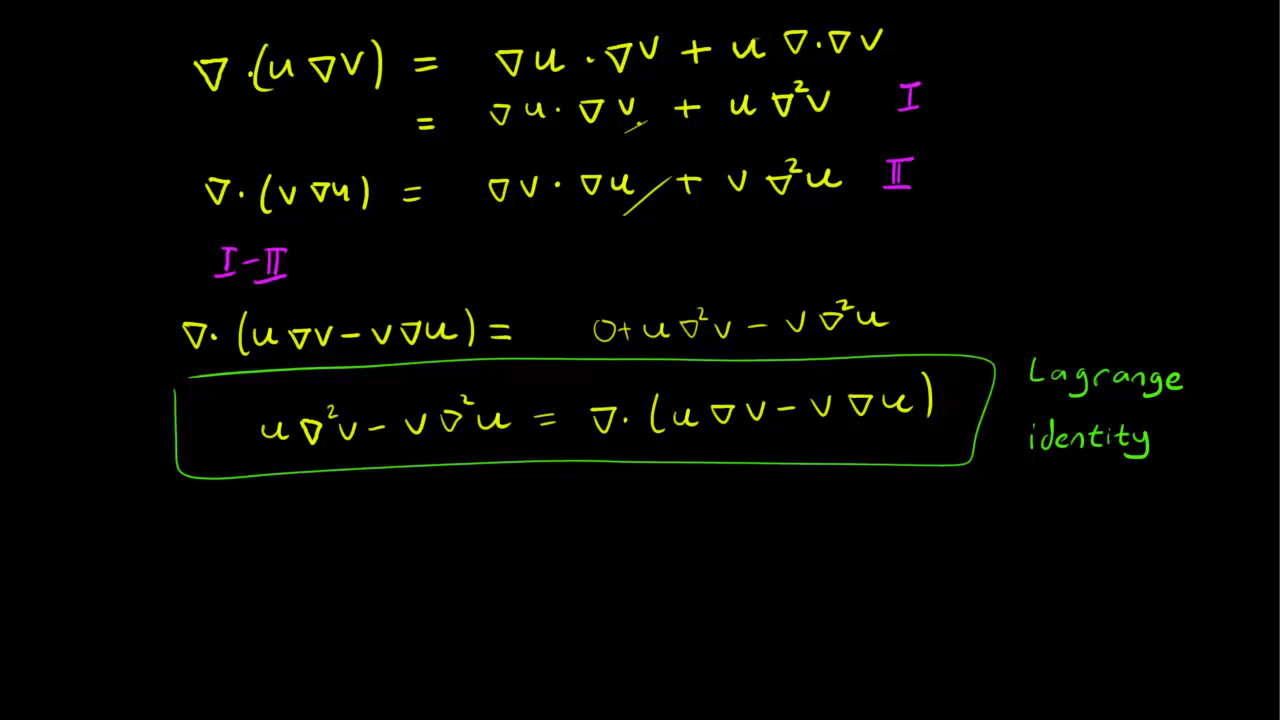 ∇·(u ∇v) = ∇u · ∇v + u ∇·∇v
= ∇u · ∇v + u ∇²v I
∇·(v ∇u) = ∇v · ∇u + v ∇²u II
I-II
∇·(u ∇v - v ∇u) = 0+ u ∇²v - v ∇²u
u ∇²v - v ∇²u = ∇·(u ∇v - v ∇u)
Lagrange
identity